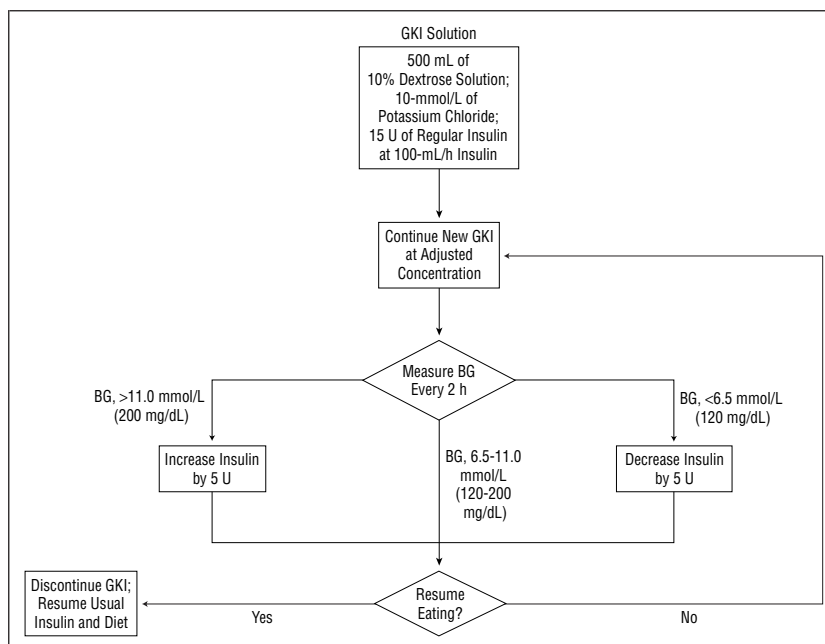 GKI Solution
500 mL of
10% Dextrose Solution;
10-mmol/L of
Potassium Chloride;
15 U of Regular Insulin
at 100-mL/h Insulin
Continue New GKI
at Adjusted
Concentration
Measure BG
Every 2 h
BG, >11.0 mmol/L
(200 mg/dL)
BG, <6.5 mmol/L
(120 mg/dL)
Increase Insulin
by 5 U
BG, 6.5-11.0
mmol/L
(120-200
mg/dL)
Decrease Insulin
by 5 U
Discontinue GKI;
Resume Usual
Insulin and Diet
Yes
Resume
Eating?
No